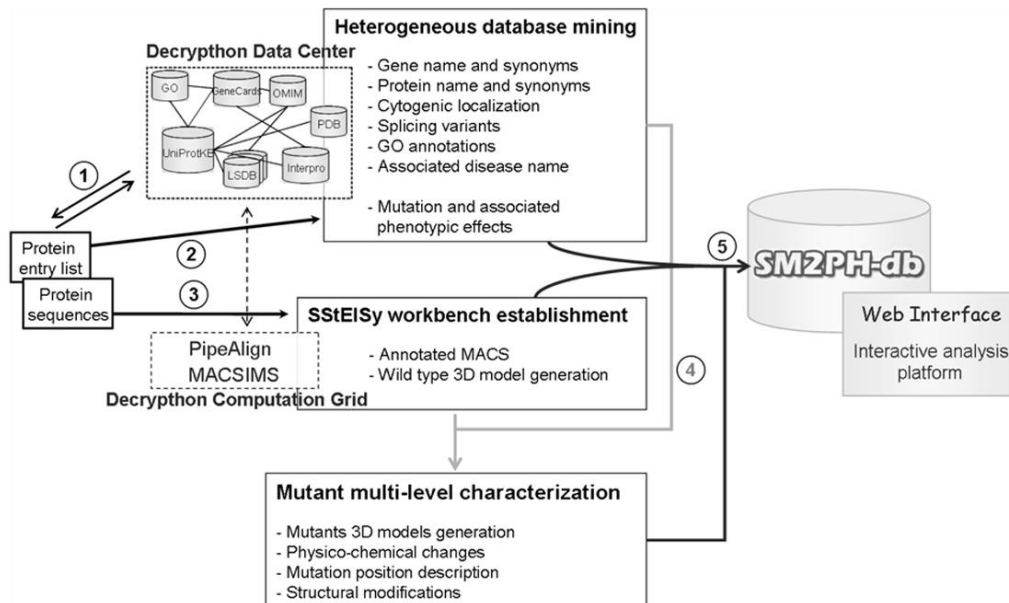 Heterogeneous database mining
- Gene name and synonyms
- Protein name and synonyms
- Cytogenic localization
- Splicing variants
- GO annotations
- Associated disease name
- Mutation and associated
phenotypic effects
Decrypthon Data Center
GO
GeneCards
OMIM
PDB
UniProtKB
LSDB
Interpro
1
Protein
entry list
2
Protein
sequences
3
SStEISy workbench establishment
- Annotated MACS
- Wild type 3D model generation
PipeAlign
MACSIMS
Decrypthon Computation Grid
4
Mutant multi-level characterization
- Mutants 3D models generation
- Physico-chemical changes
- Mutation position description
- Structural modifications
5
SM2PH-db
Web Interface
Interactive analysis
platform